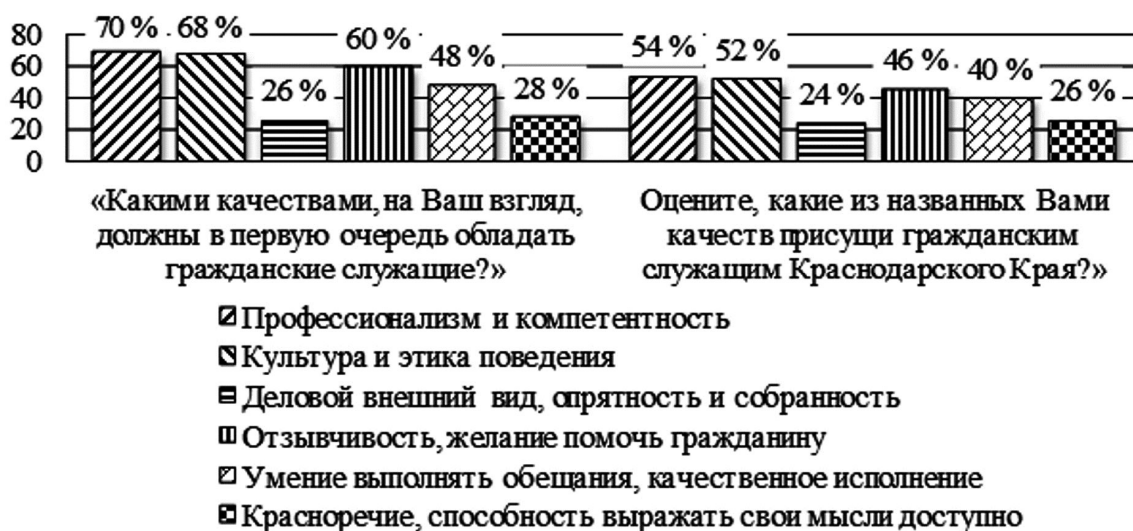 80
60
40
20
0
70 % 68 % 26 % 60 % 48 % 28 % 54 % 52 % 24 % 46 % 40 % 26 %
«Какими качествами, на Ваш взгляд,
должны в первую очередь обладать
гражданские служащие?»
Оцените, какие из названных Вами
качеств присущи гражданским
служащим Краснодарского Края?»
Профессионализм и компетентность
Культура и этика поведения
Деловой внешний вид, опрятность и собранность
Отзывчивость, желание помочь гражданину
Умение выполнять обещания, качественное исполнение
Красноречие, способность выражать свои мысли доступно